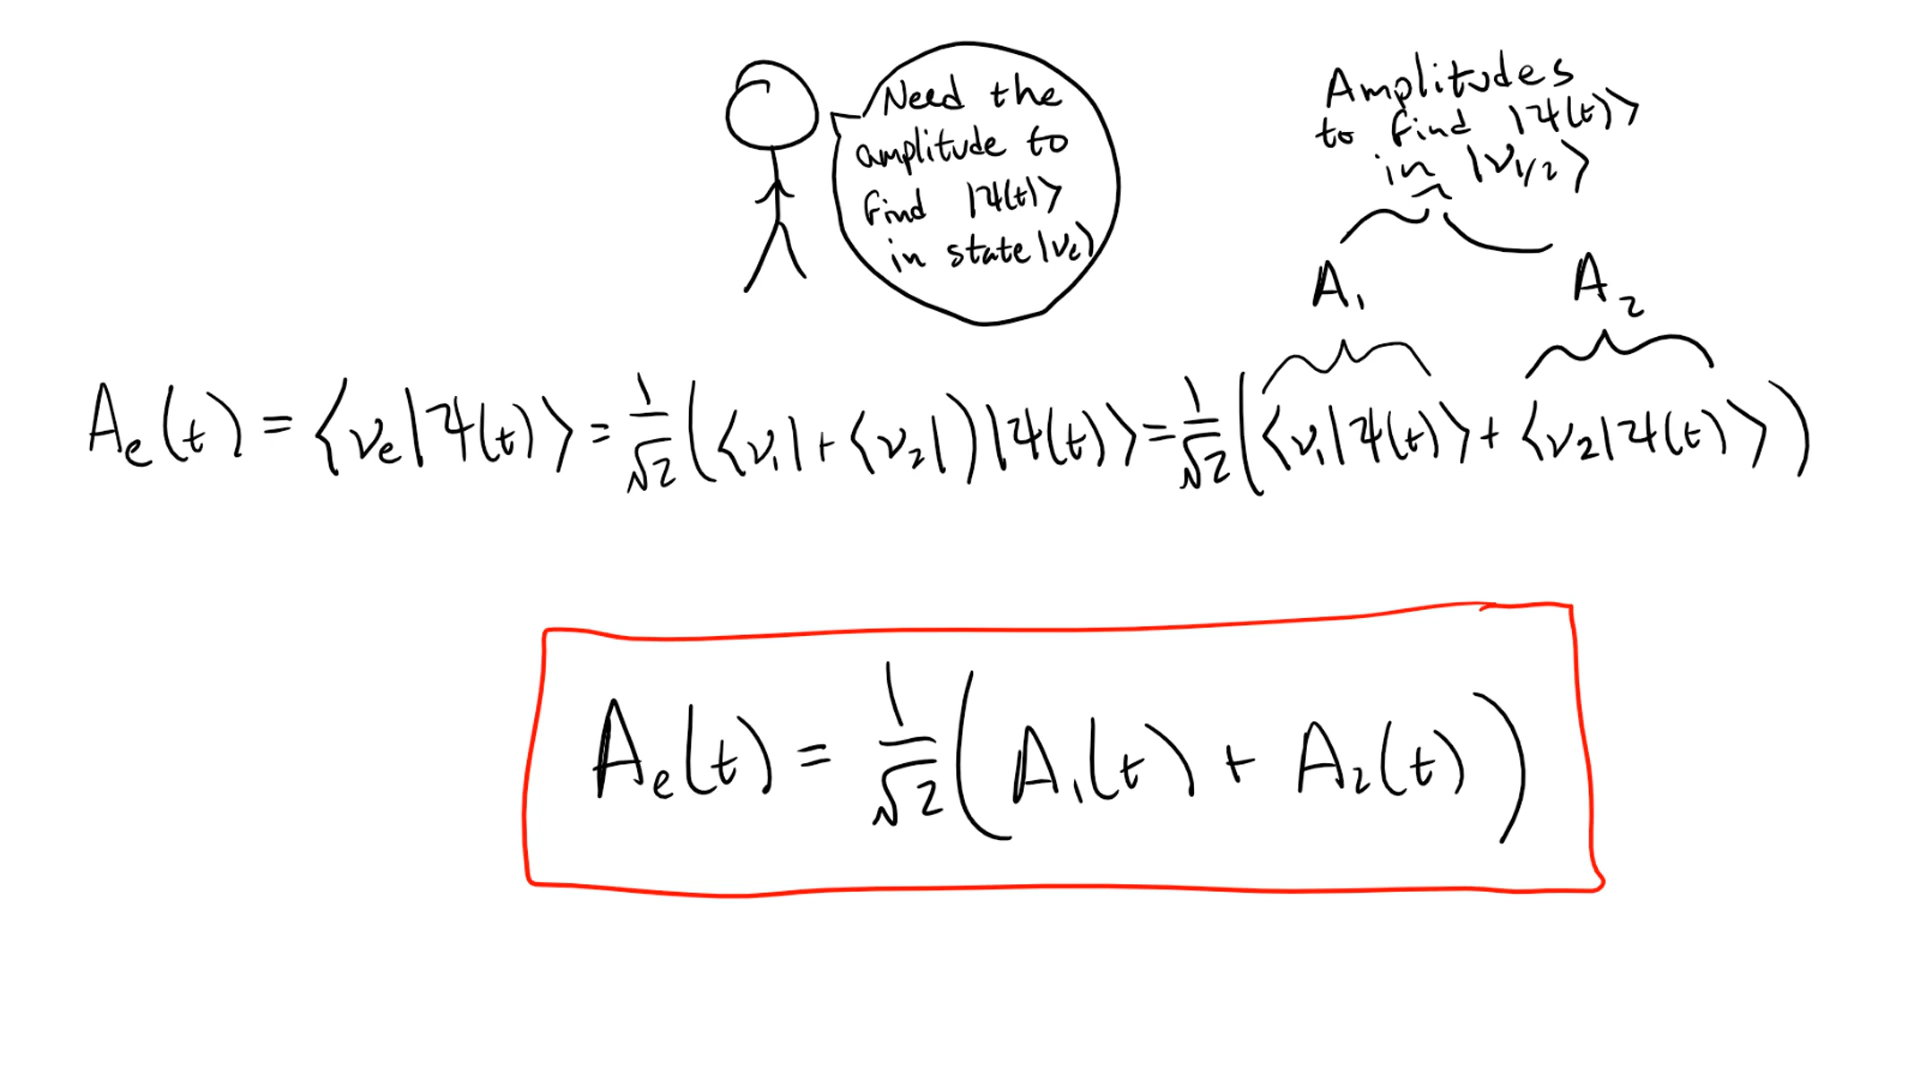 Need the
amplitude to
find |Ψ(t)⟩
in state |νe⟩
Amplitudes
to find |Ψ(t)⟩
in |ν1/2⟩
A₁ A₂
Aₑ(t) = ⟨νₑ|Ψ(t)⟩ = 1/√2 (⟨ν₁| + ⟨ν₂|) |Ψ(t)⟩ = 1/√2 (⟨ν₁|Ψ(t)⟩ + ⟨ν₂|Ψ(t)⟩)
Aₑ(t) = 1/√2 (A₁(t) + A₂(t))